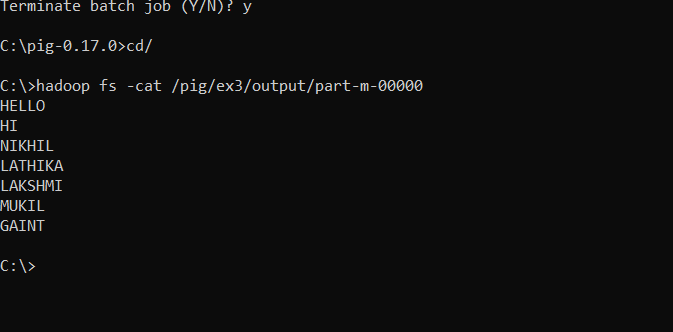 Terminate batch job (Y/N)? y
C:\pig-0.17.0>cd/
C:\>hadoop fs -cat /pig/ex3/output/part-m-00000
HELLO
HI
NIKHIL
LATHIKA
LAKSHMI
MUKIL
GAINT
C:\>